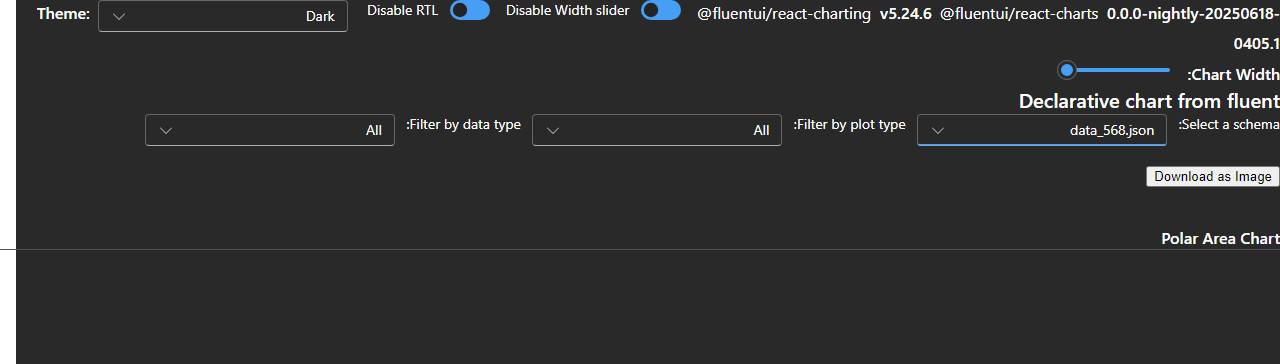 Theme: Dark Disable RTL Disable Width slider @fluentui/react-charting v5.24.6 @fluentui/react-charts 0.0.0-nightly-20250618-
0405.1
:Chart Width
Declarative chart from fluent
:Select a schema data_568.json :Filter by plot type All :Filter by data type All
Download as Image
Polar Area Chart